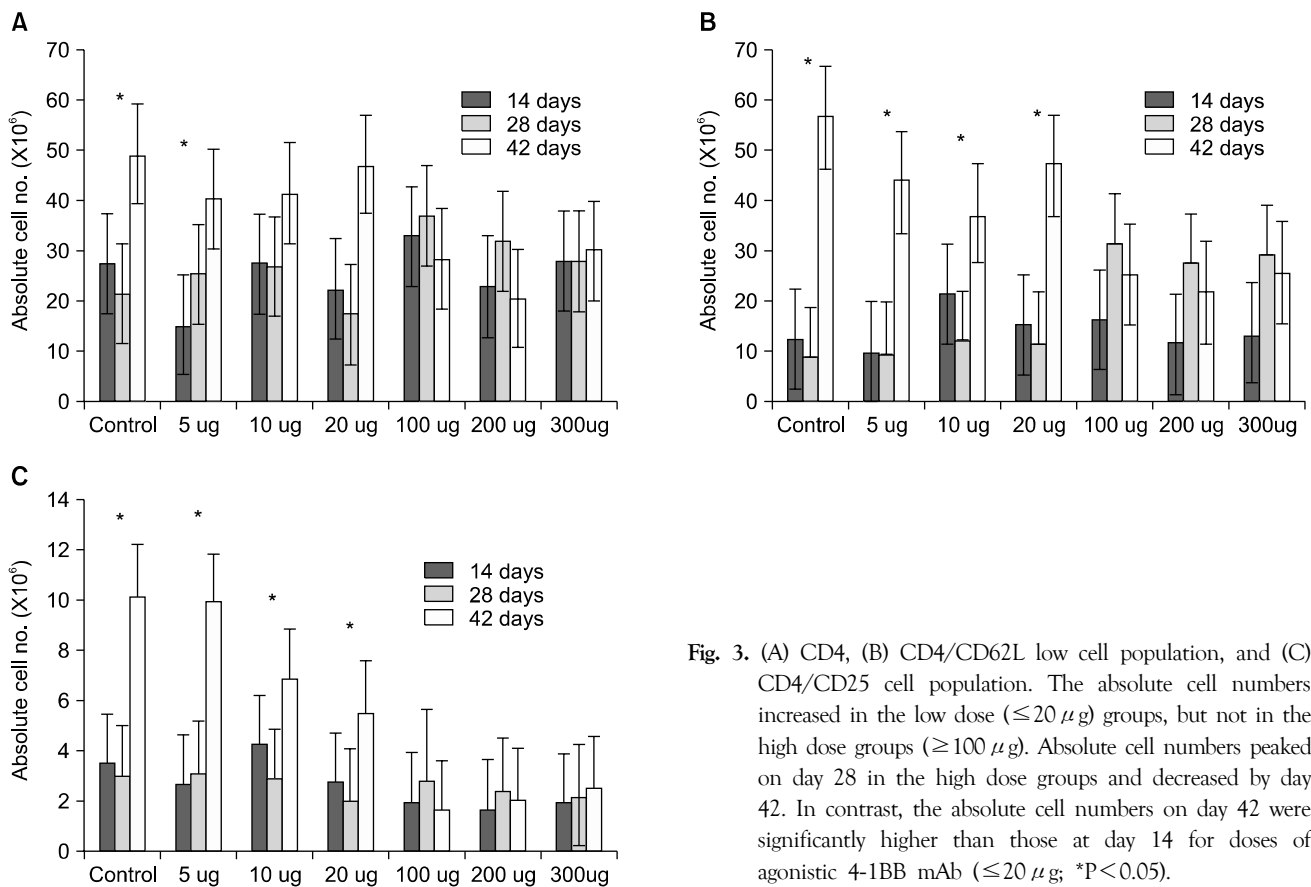 A
Absolute cell no. (X10⁶)
70
60
50
40
30
20
10
0
*
*
14 days
28 days
42 days
Control 5 ug 10 ug 20 ug 100 ug 200 ug 300ug
B
Absolute cell no. (X10⁶)
70
60
50
40
30
20
10
0
*
*
*
*
14 days
28 days
42 days
Control 5 ug 10 ug 20 ug 100 ug 200 ug 300ug
C
Absolute cell no. (X10⁶)
14
12
10
8
6
4
2
0
*
*
*
*
14 days
28 days
42 days
Control 5 ug 10 ug 20 ug 100 ug 200 ug 300 ug
Fig. 3. (A) CD4, (B) CD4/CD62L low cell population, and (C)
CD4/CD25 cell population. The absolute cell numbers
increased in the low dose (≤20 μg) groups, but not in the
high dose groups (≥100 μg). Absolute cell numbers peaked
on day 28 in the high dose groups and decreased by day
42. In contrast, the absolute cell numbers on day 42 were
significantly higher than those at day 14 for doses of
agonistic 4-1BB mAb (≤20 μg; *P<0.05).